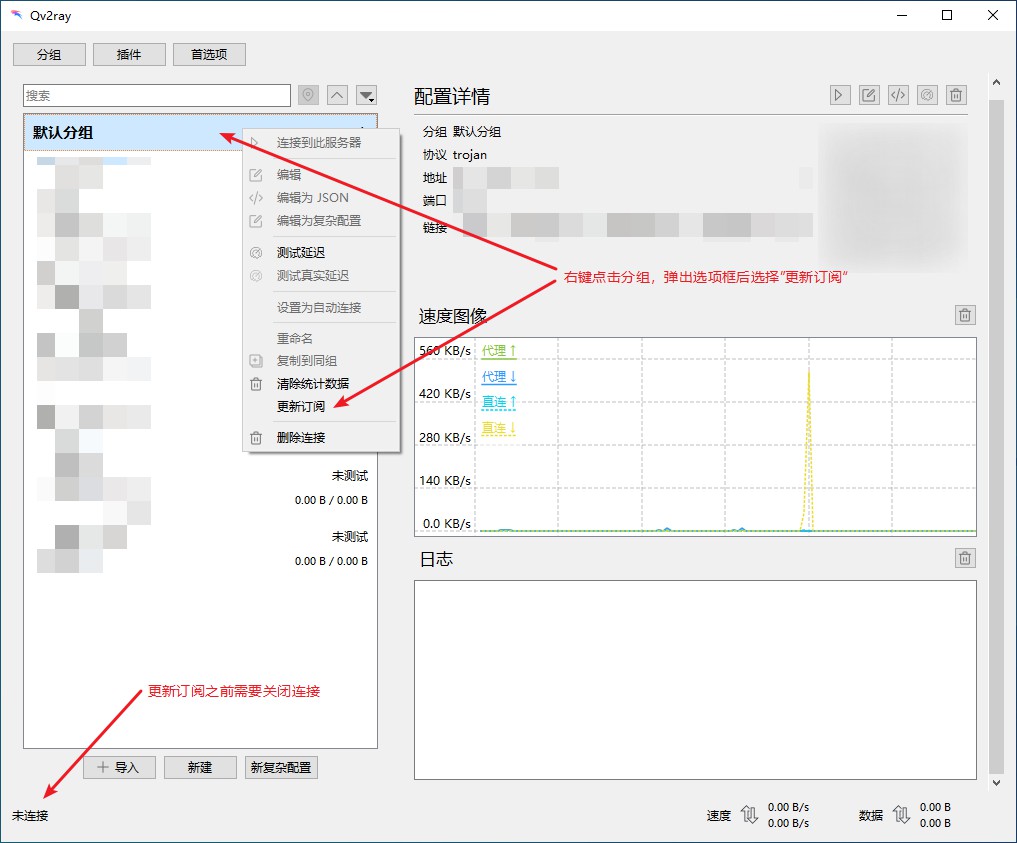 Qv2ray
分组 插件 首选项
搜索
默认分组
连接到此服务器
编辑
编辑为 JSON
编辑为复杂配置
测试延迟
测试真实延迟
设置为自动连接
重命名
复制到同组
清除统计数据
更新订阅
删除连接
未测试
0.00 B / 0.00 B
未测试
0.00 B / 0.00 B
更新订阅之前需要关闭连接
导入 新建 新复杂配置
未连接
配置详情
分组 默认分组
协议 trojan
地址
端口
链接
右键点击分组，弹出选项框后选择"更新订阅"
速度图像
560 KB/s 代理 ↑
代理 ↓
420 KB/s
直连 ↑
直连 ↓
280 KB/s
140 KB/s
0.0 KB/s
日志
速度 0.00 B/s
0.00 B/s
数据 0.00 B
0.00 B